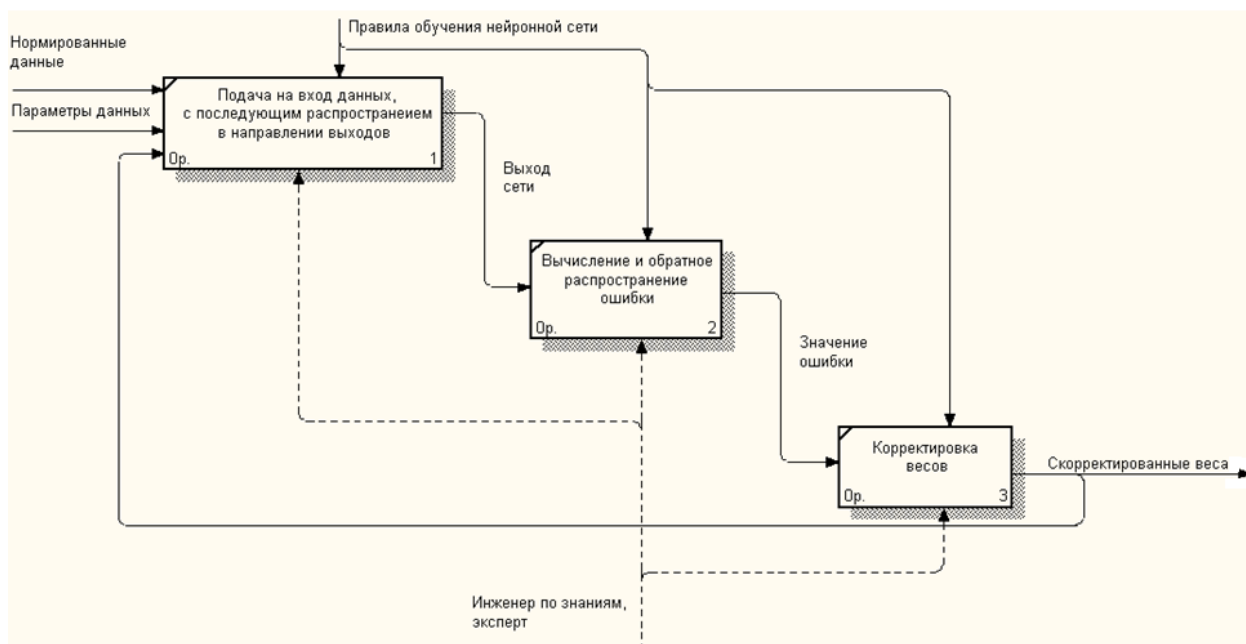 Правила обучения нейронной сети
Нормированные
данные
Параметры данных
Подача на вход данных,
с последующим распространеием
в направлении выходов
0р.
1
Выход
сети
Вычисление и обратное
распространение
ошибки
0р.
2
Значение
ошибки
Корректировка
весов
0р.
3
Скорректированные веса
Инженер по знаниям,
эксперт